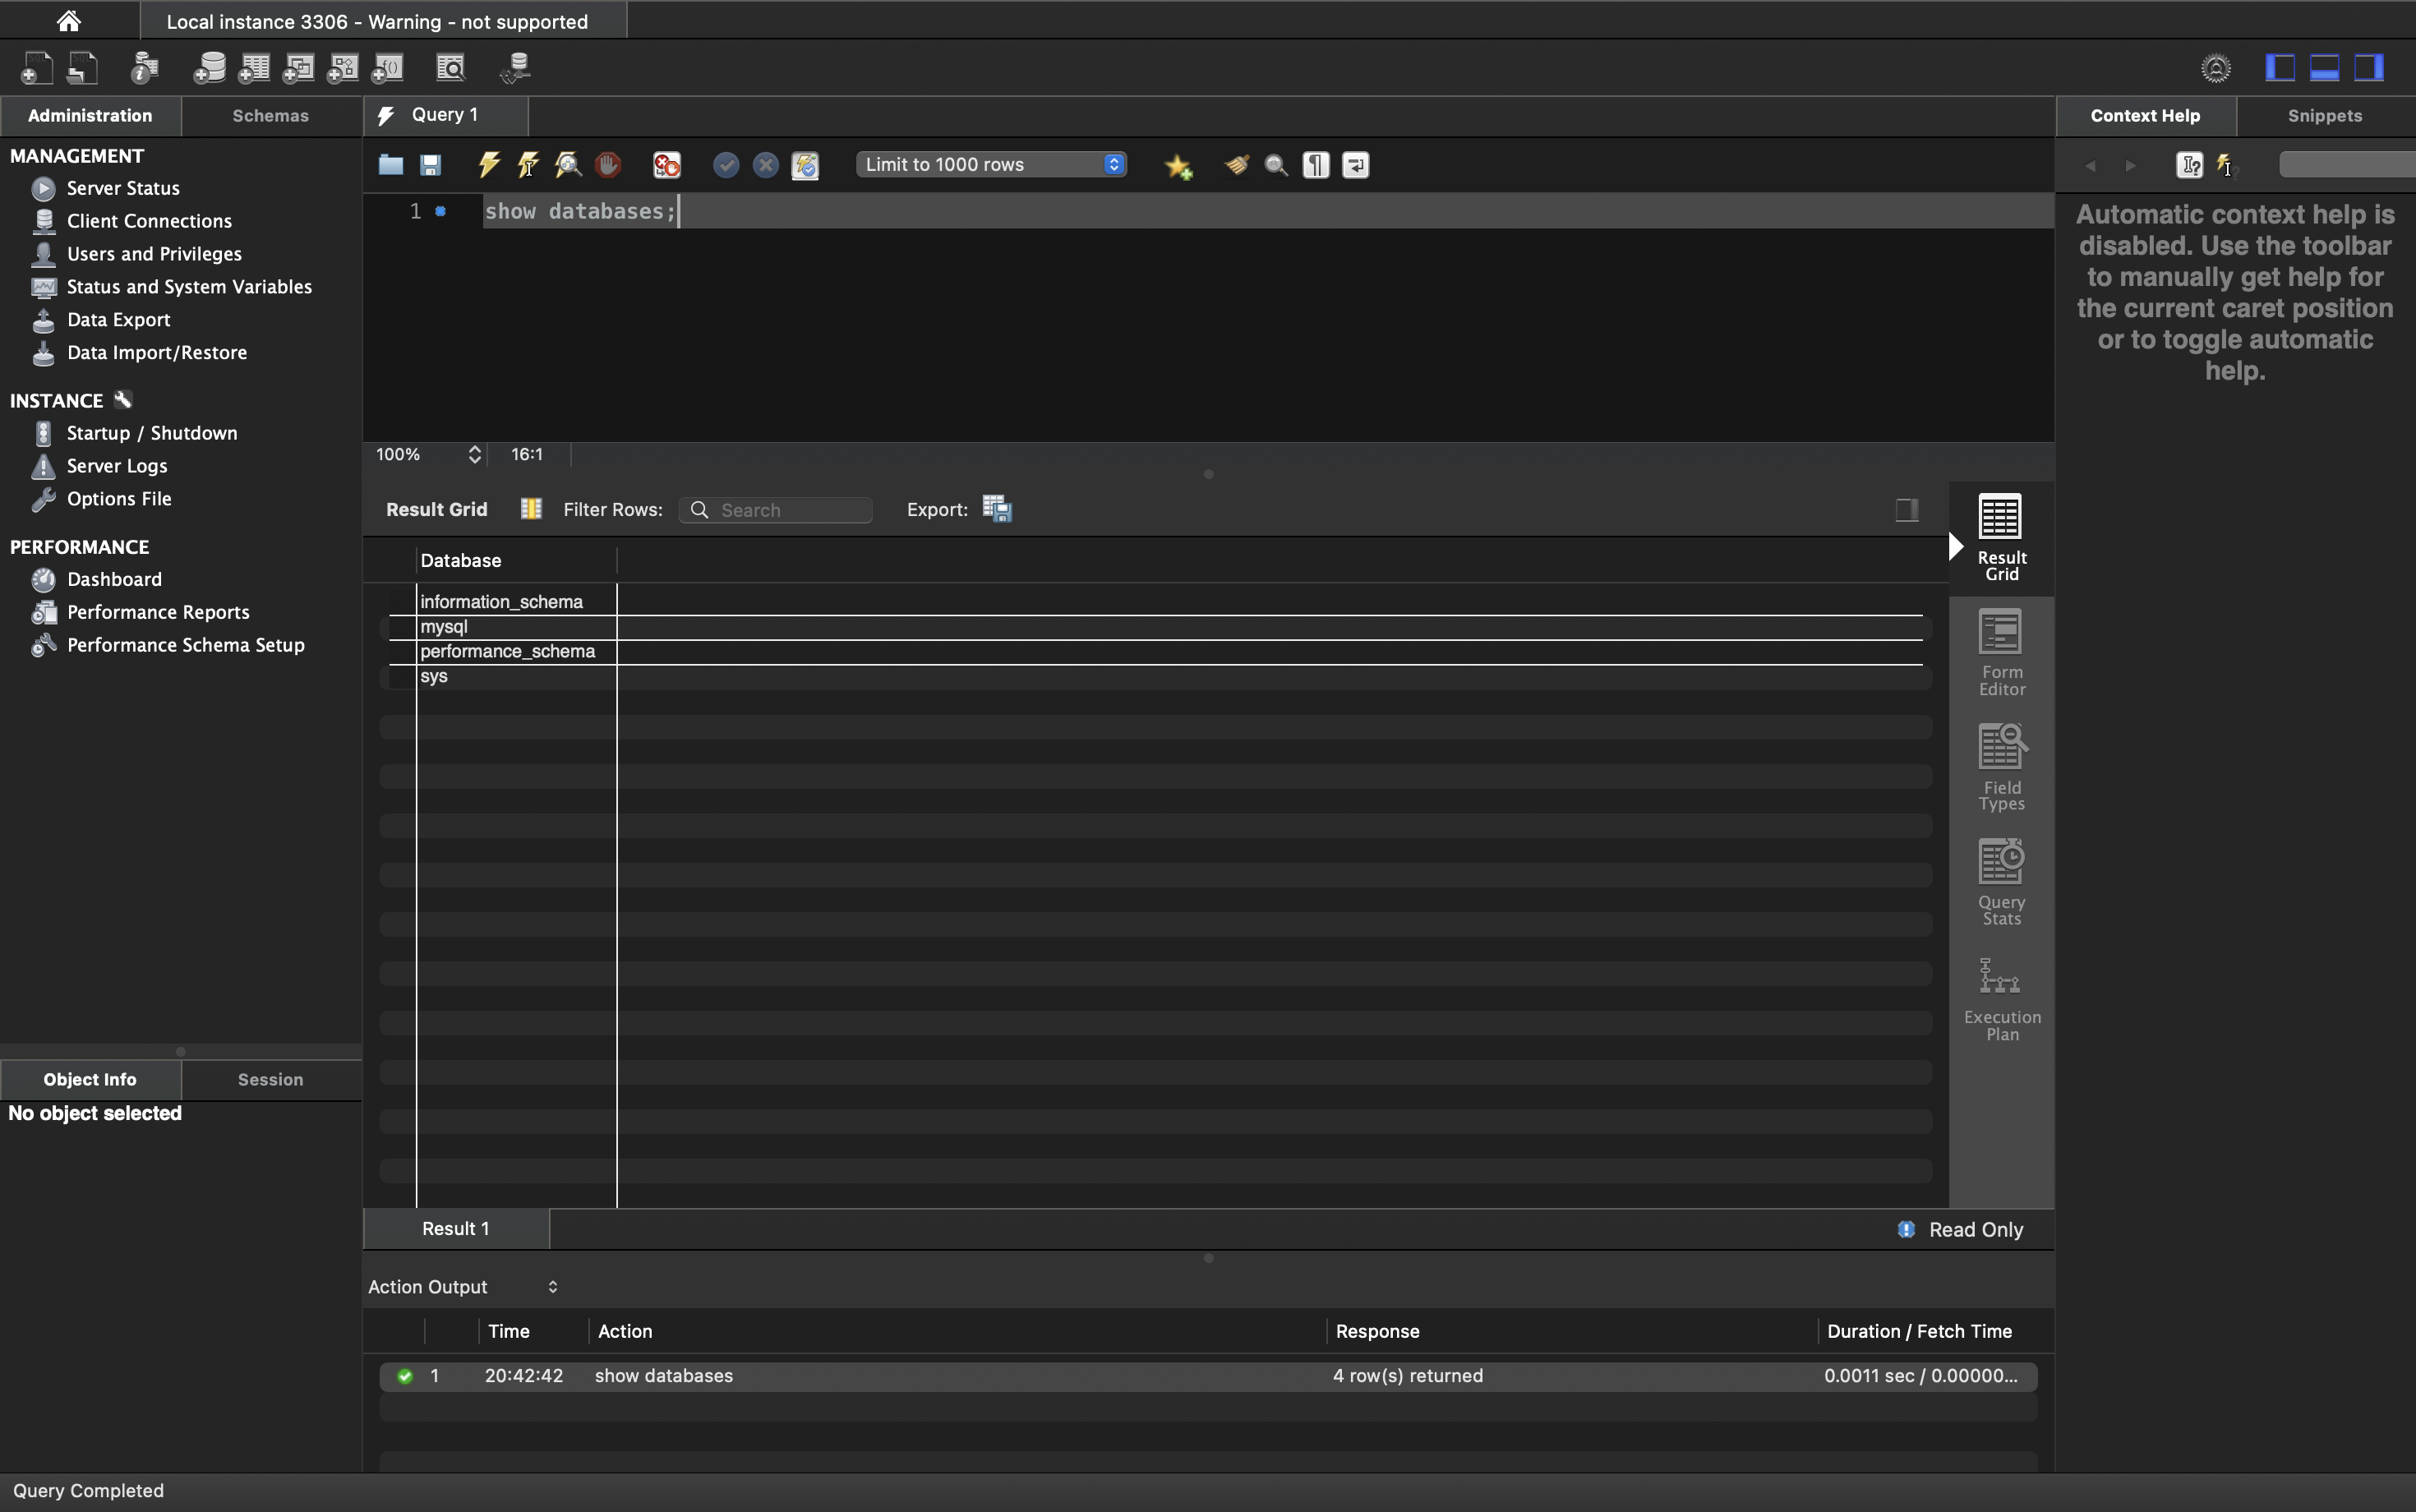 Local instance 3306 - Warning - not supported
Administration
Schemas
MANAGEMENT
Server Status
Client Connections
Users and Privileges
Status and System Variables
Data Export
Data Import/Restore
INSTANCE
Startup / Shutdown
Server Logs
Options File
PERFORMANCE
Dashboard
Performance Reports
Performance Schema Setup
Object Info
Session
No object selected
Query 1
Limit to 1000 rows
1
show databases;
100%
16:1
Result Grid
Filter Rows:
Search
Export:
Database
information_schema
mysql
performance_schema
sys
Result
Grid
Form
Editor
Field
Types
Query
Stats
Execution
Plan
Result 1
Read Only
Action Output
Time
Action
Response
Duration / Fetch Time
1
20:42:42
show databases
4 row(s) returned
0.0011 sec / 0.00000...
Context Help
Snippets
Automatic context help is
disabled. Use the toolbar
to manually get help for
the current caret position
or to toggle automatic
help.
Query Completed